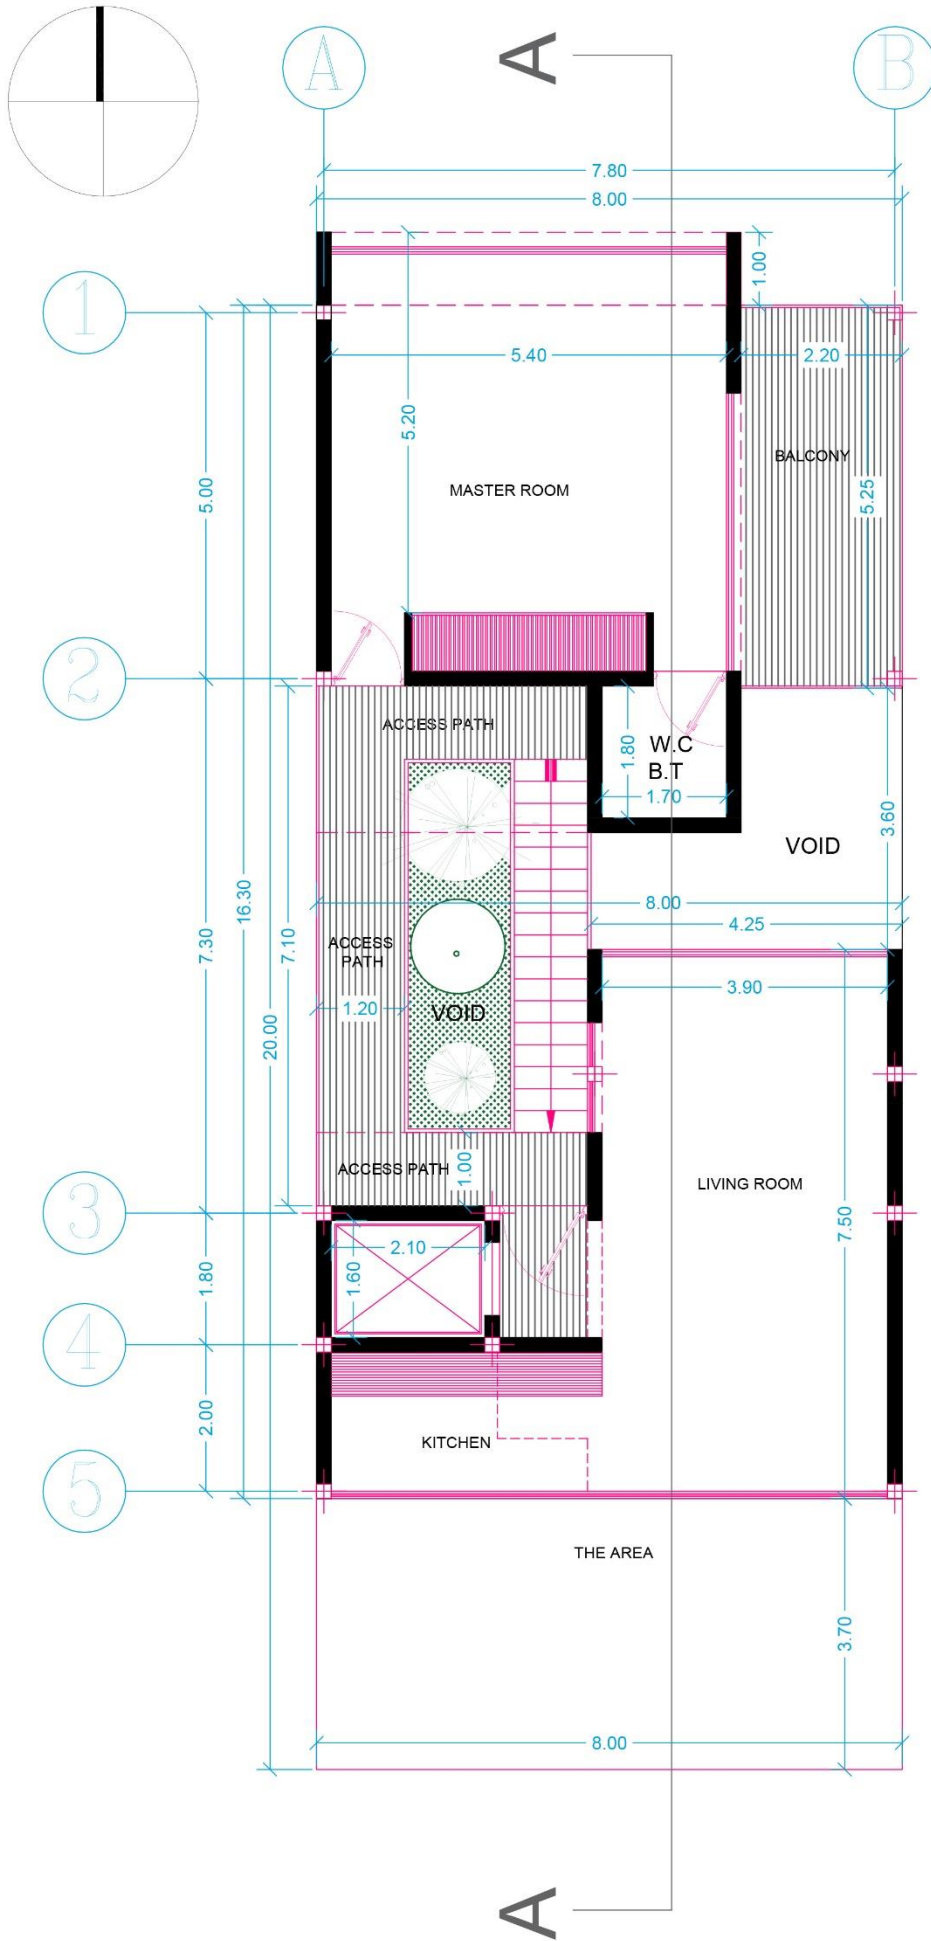 A
A
B
7.80
8.00
1.00
1
5.40
2.20
5.20
BALCONY
MASTER ROOM
5.00
5.25
2
ACCESS PATH
1.80
W.C
B.T
1.70
3.60
VOID
16.30
8.00
7.30
7.10
4.25
ACCESS
PATH
3.90
1.20
VOID
20.00
1.00
ACCESS PATH
LIVING ROOM
3
7.50
2.10
1.60
1.80
4
2.00
KITCHEN
5
THE AREA
3.70
8.00
A